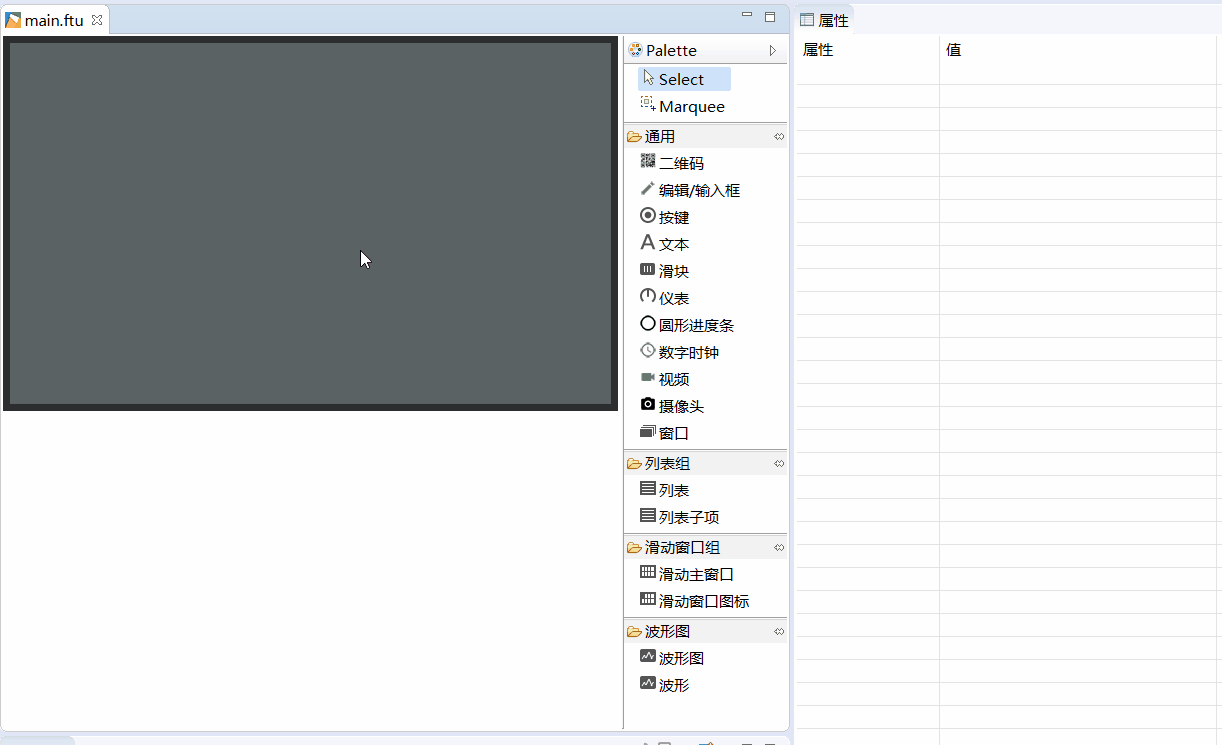 main.ftu
Palette
Select
Marquee
通用
二维码
编辑/输入框
按键
文本
滑块
仪表
圆形进度条
数字时钟
视频
摄像头
窗口
列表组
列表
列表子项
滑动窗口组
滑动主窗口
滑动窗口图标
波形图
波形图
波形
属性
属性 值